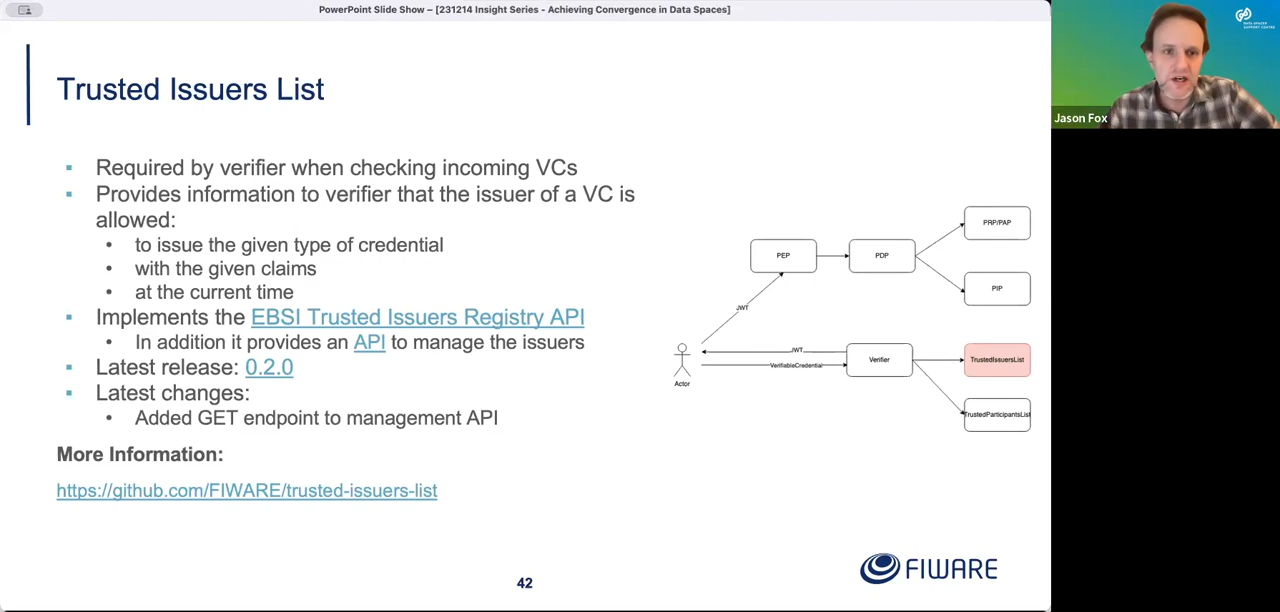 PowerPoint Slide Show – [231214 Insight Series - Achieving Convergence in Data Spaces]
Trusted Issuers List
▪ Required by verifier when checking incoming VCs
▪ Provides information to verifier that the issuer of a VC is
allowed:
• to issue the given type of credential
• with the given claims
• at the current time
▪ Implements the EBSI Trusted Issuers Registry API
• In addition it provides an API to manage the issuers
▪ Latest release: 0.2.0
▪ Latest changes:
• Added GET endpoint to management API
More Information:
https://github.com/FIWARE/trusted-issuers-list
PRP/PAP
PEP
PDP
PIP
JWT
JWT
Verifier
TrustedIssuersList
VerifiableCredential
Actor
TrustedParticipantsList
42
FIWARE
DATA SPACES
SUPPORT CENTRE
Jason Fox